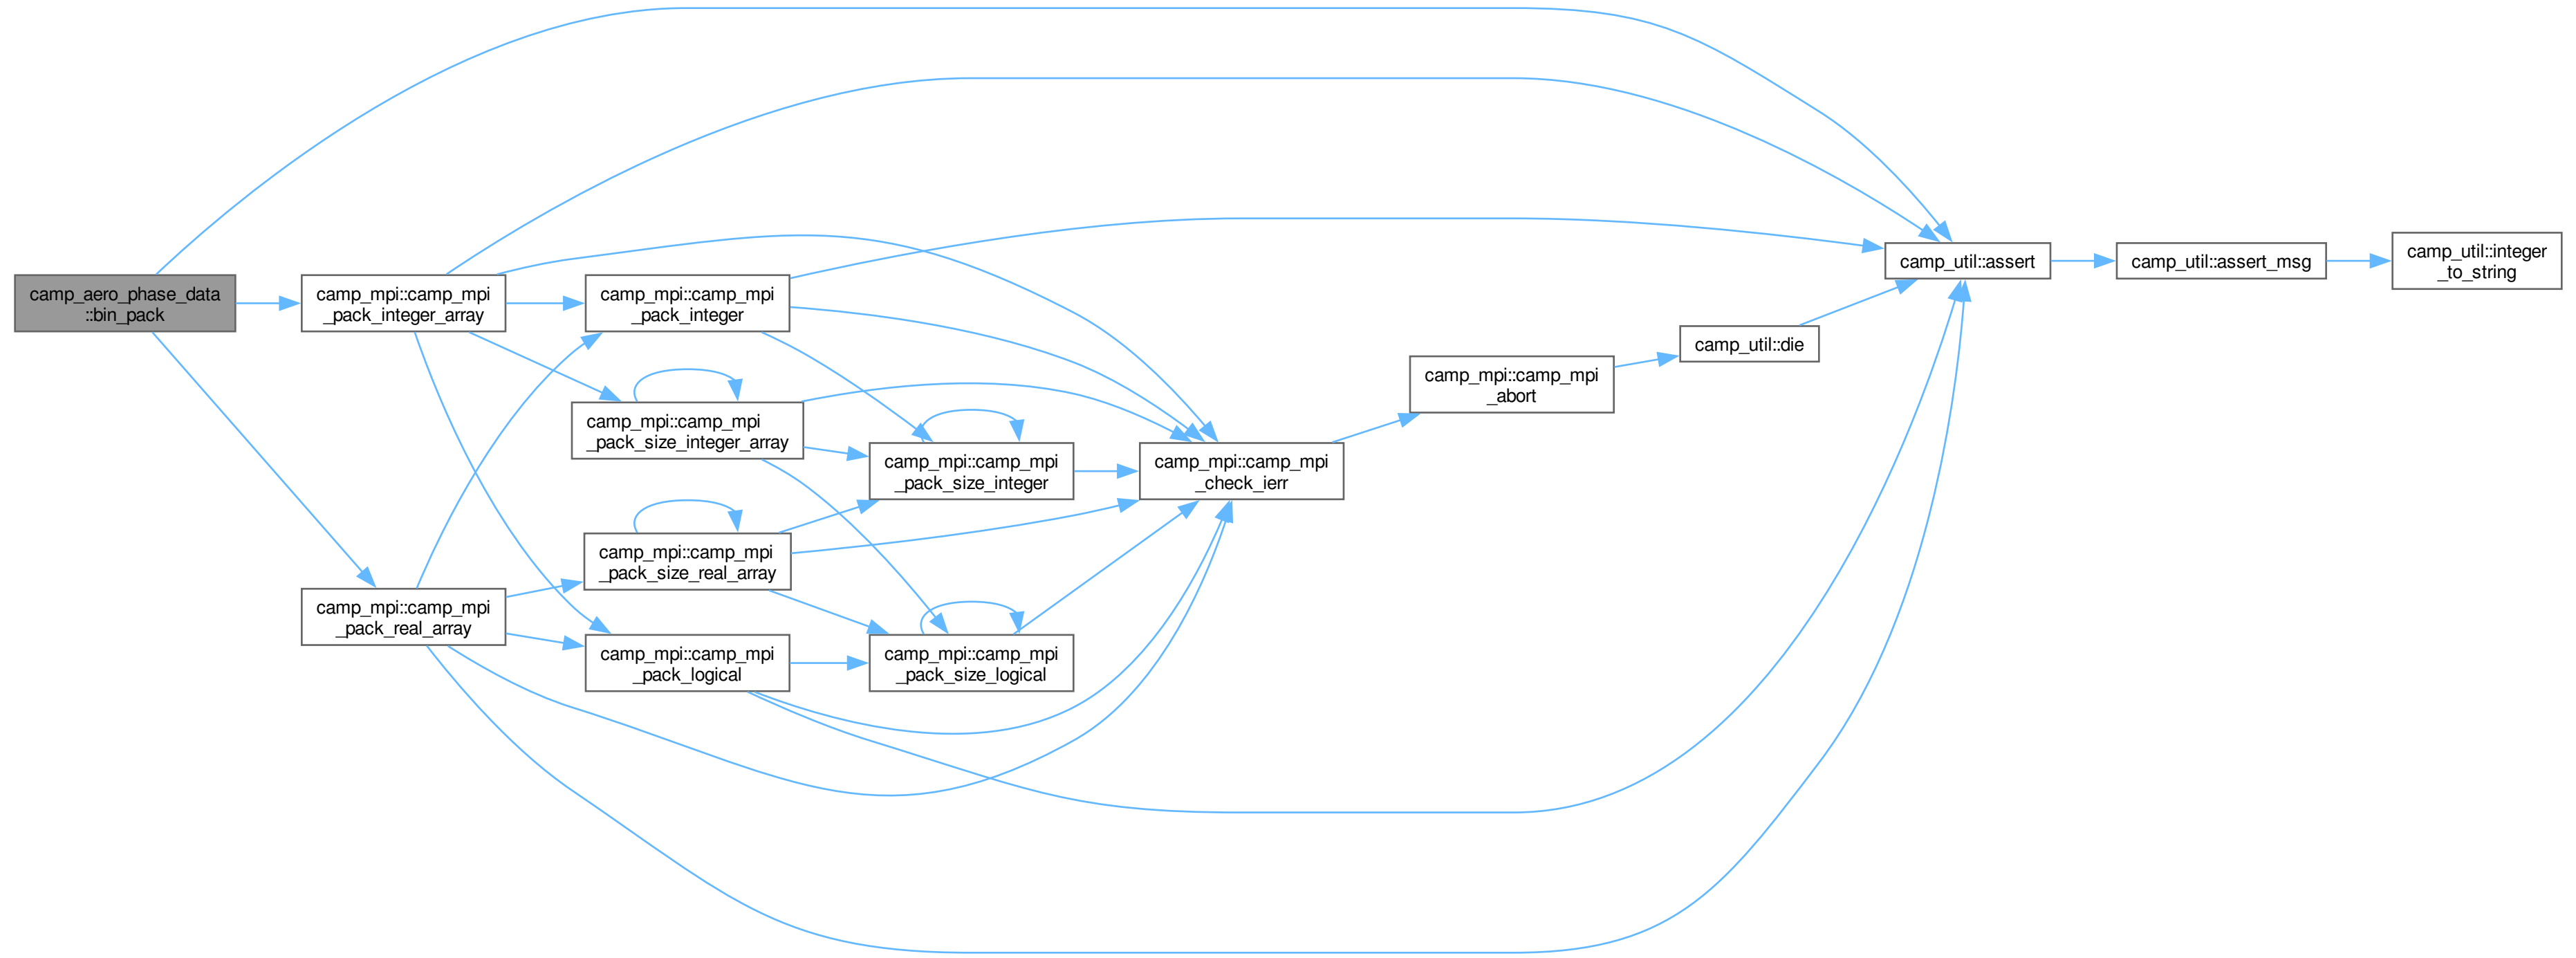 camp_aero_phase_data
::bin_pack
camp_mpi::camp_mpi
_pack_integer_array
camp_mpi::camp_mpi
_pack_real_array
camp_mpi::camp_mpi
_pack_integer
camp_mpi::camp_mpi
_pack_size_integer_array
camp_mpi::camp_mpi
_pack_size_real_array
camp_mpi::camp_mpi
_pack_logical
camp_mpi::camp_mpi
_pack_size_integer
camp_mpi::camp_mpi
_pack_size_logical
camp_mpi::camp_mpi
_check_ierr
camp_mpi::camp_mpi
_abort
camp_util::die
camp_util::assert
camp_util::assert_msg
camp_util::integer
_to_string